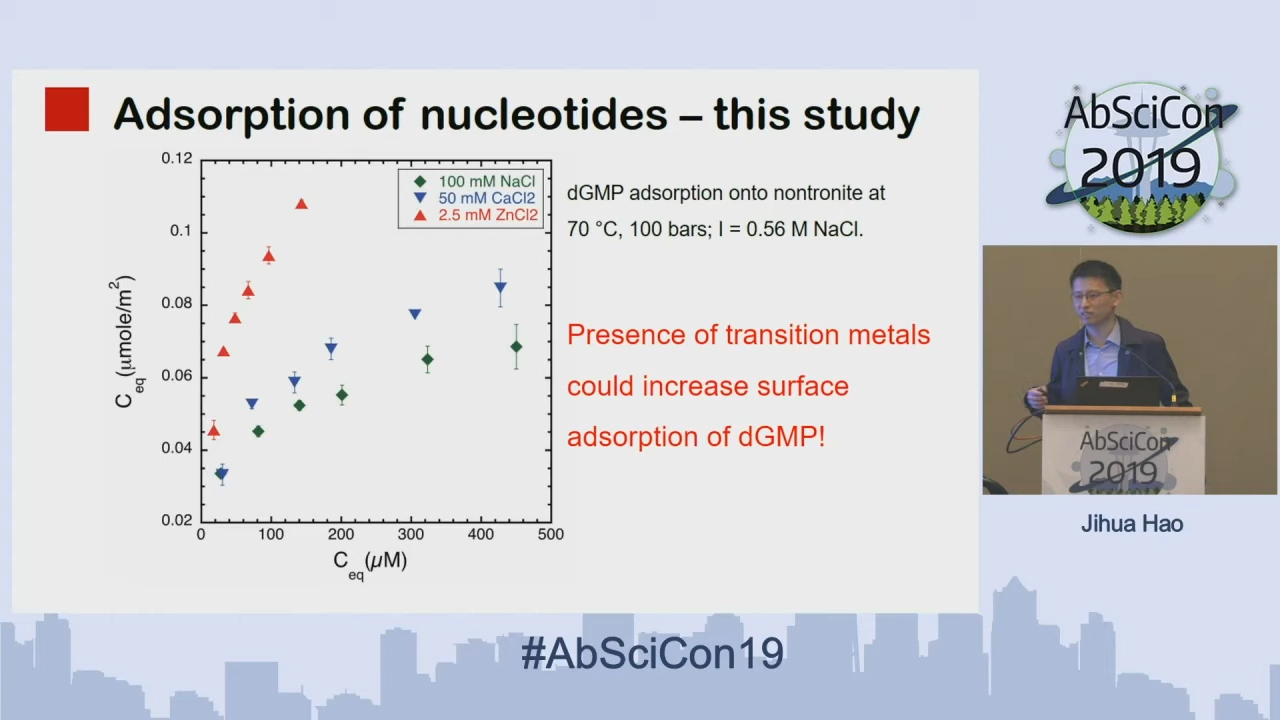 Adsorption of nucleotides – this study
0.12
0.1
0.08
0.06
0.04
0.02
C eq (μmole/m2)
0
100
200
300
400
500
C eq (μM)
100 mM NaCl
50 mM CaCl2
2.5 mM ZnCl2
dGMP adsorption onto nontronite at
70 °C, 100 bars; I = 0.56 M NaCl.
Presence of transition metals
could increase surface
adsorption of dGMP!
AbSciCon
2019
AbSciCon
2019
Jihua Hao
#AbSciCon19